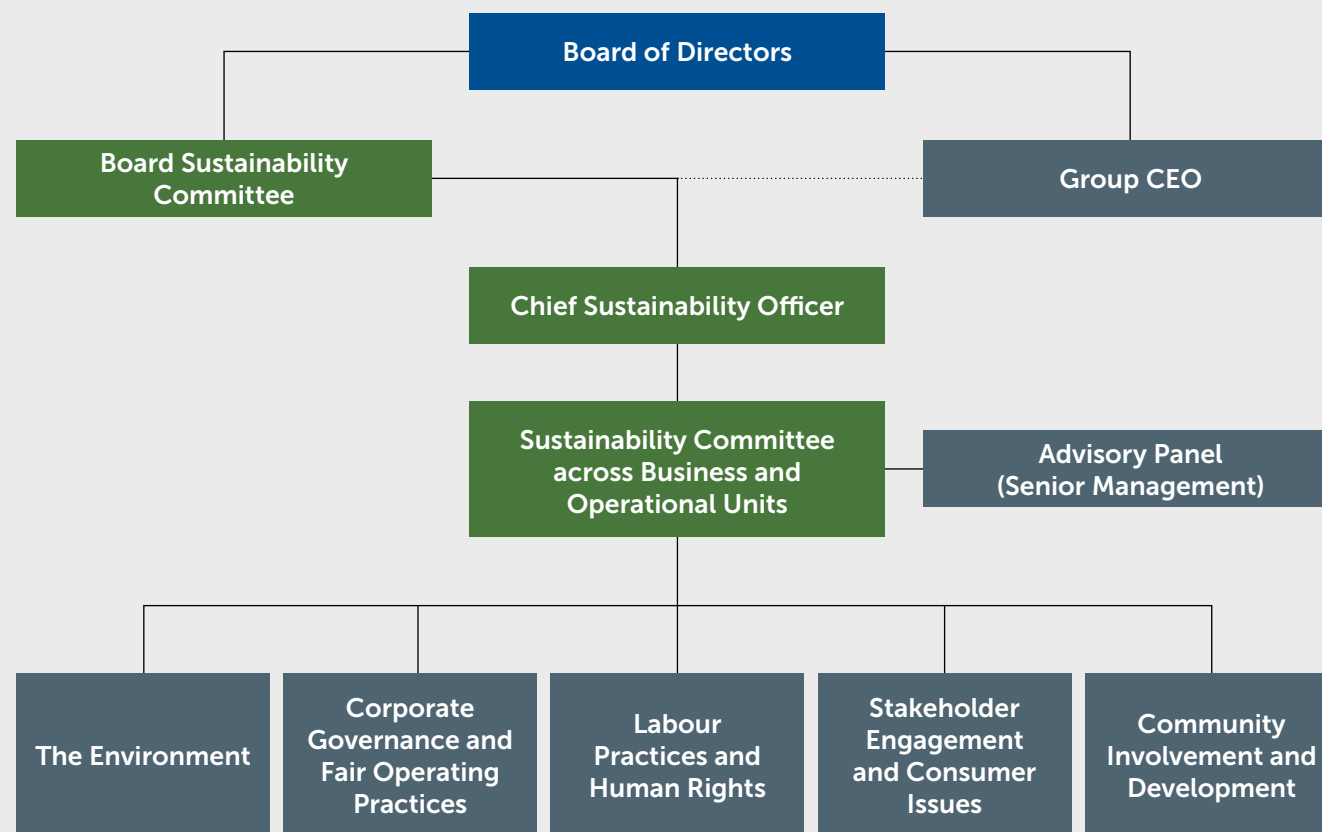 Board of Directors
Board Sustainability
Committee
Group CEO
Chief Sustainability Officer
Sustainability Committee
across Business and
Operational Units
Advisory Panel
(Senior Management)
The Environment
Corporate
Governance and
Fair Operating
Practices
Labour
Practices and
Human Rights
Stakeholder
Engagement
and Consumer
Issues
Community
Involvement and
Development